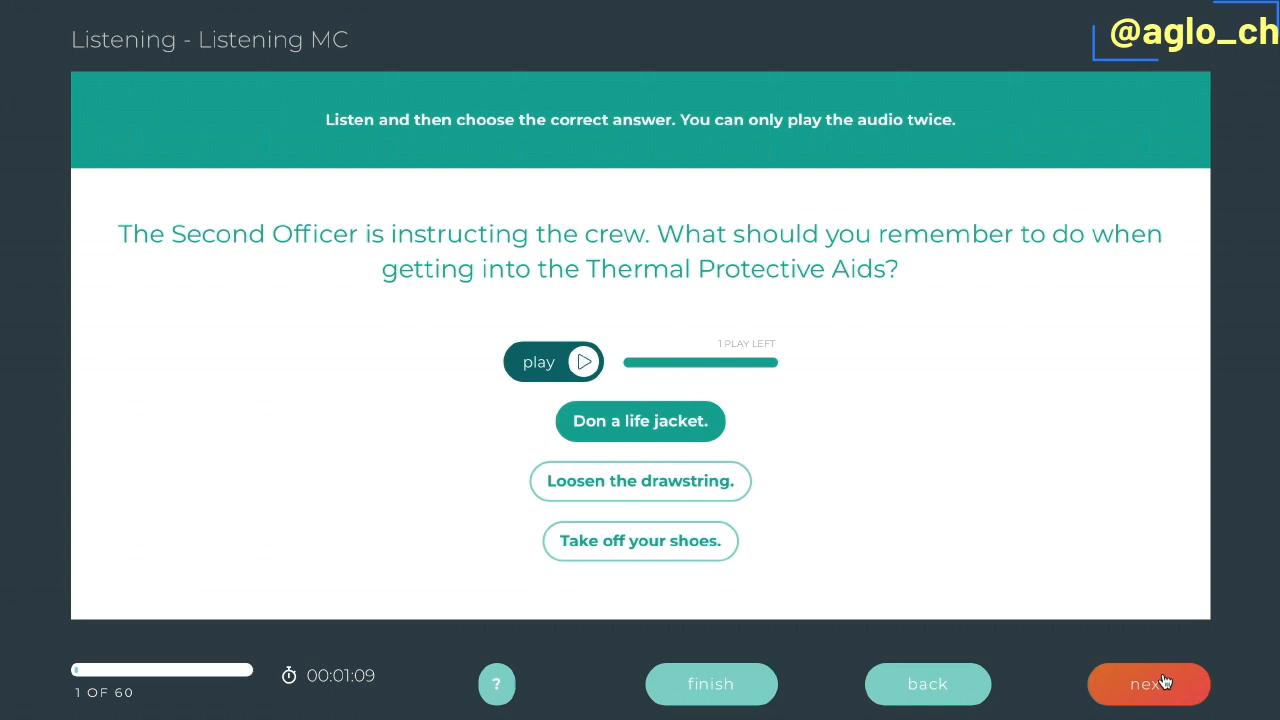 Listening - Listening MC
@aglo_ch
Listen and then choose the correct answer. You can only play the audio twice.
The Second Officer is instructing the crew. What should you remember to do when
getting into the Thermal Protective Aids?
1 PLAY LEFT
play
Don a life jacket.
Loosen the drawstring.
Take off your shoes.
1 OF 60
00:01:09
?
finish
back
next